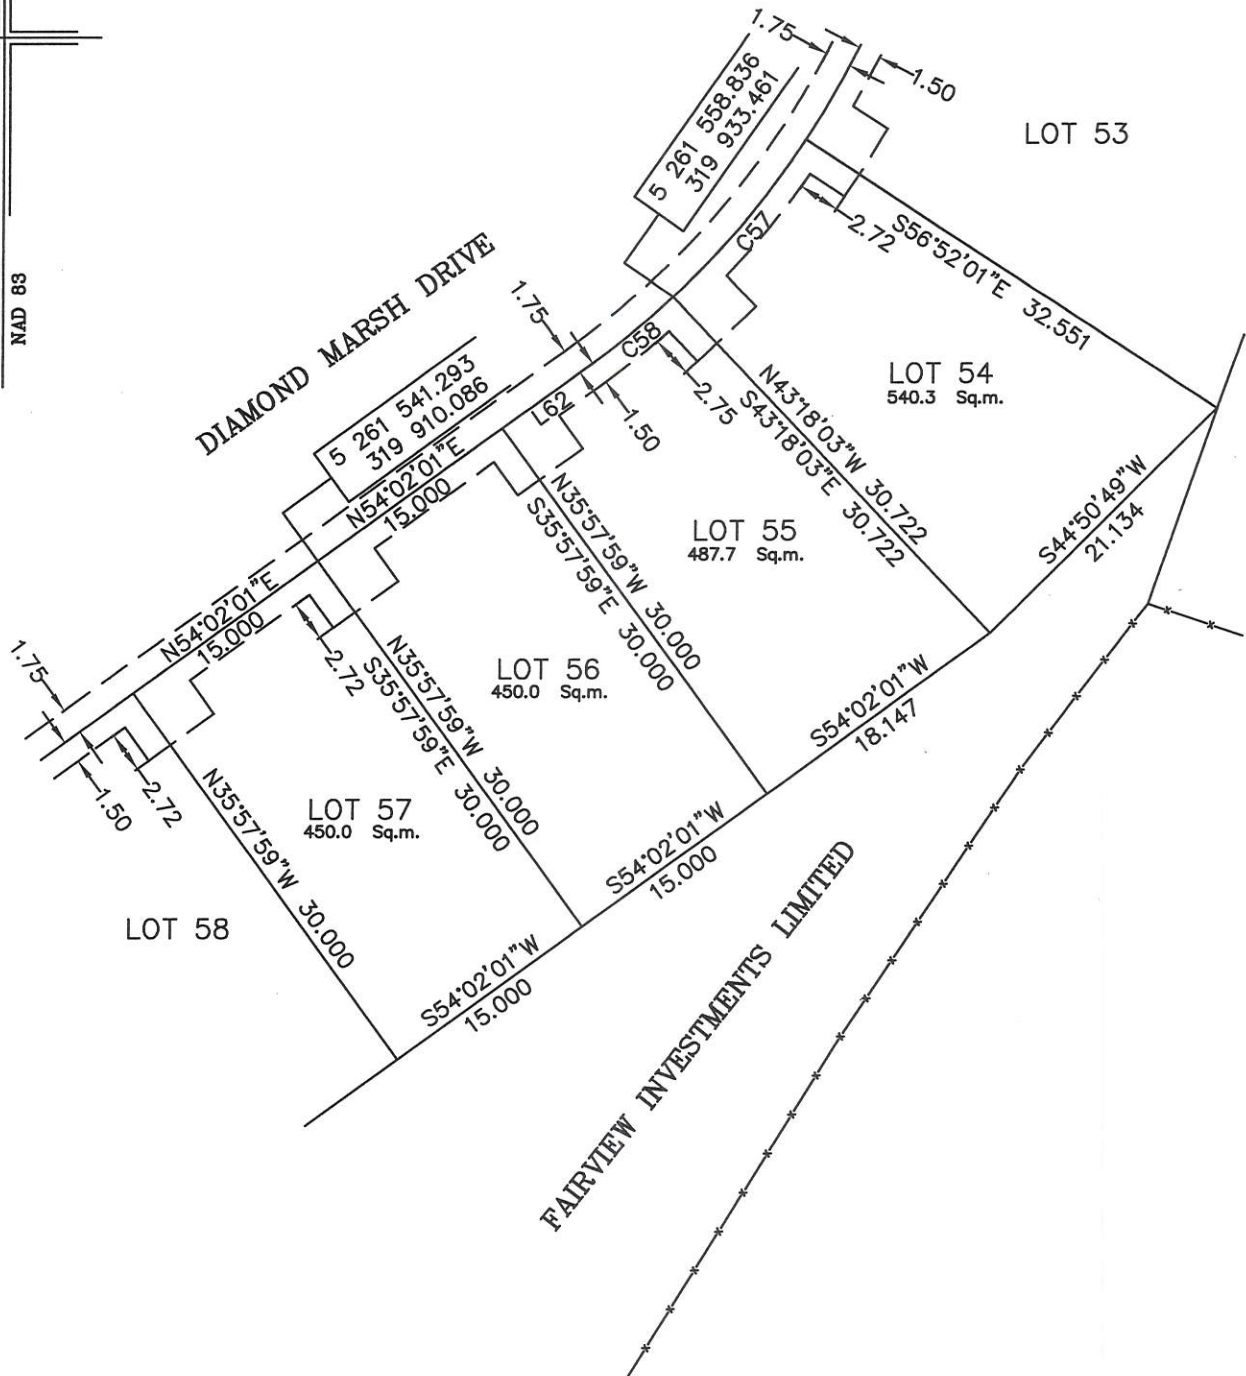 NAD 83
1.75
1.50
5 261 558.836
319 933.461
LOT 53
C57
2.72
S56°52'01"E 32.551
DIAMOND MARSH DRIVE
1.75
C58
L62
2.75
1.50
LOT 54
540.3 Sq.m.
N43°18'03"W 30.722
S43°18'03"E 30.722
5 261 541.293
319 910.086
N54°02'01"E
15.000
S44°50'49"W
21.134
LOT 55
487.7 Sq.m.
N35°57'59"W 30.000
S35°57'59"E 30.000
N54°02'01"E
15.000
1.75
2.72
LOT 56
450.0 Sq.m.
N35°57'59"W 30.000
S35°57'59"E 30.000
S54°02'01"W
18.147
1.50
2.72
LOT 57
450.0 Sq.m.
N35°57'59"W 30.000
S54°02'01"W
15.000
LOT 58
S54°02'01"W
15.000
FAIRVIEW INVESTMENTS LIMITED